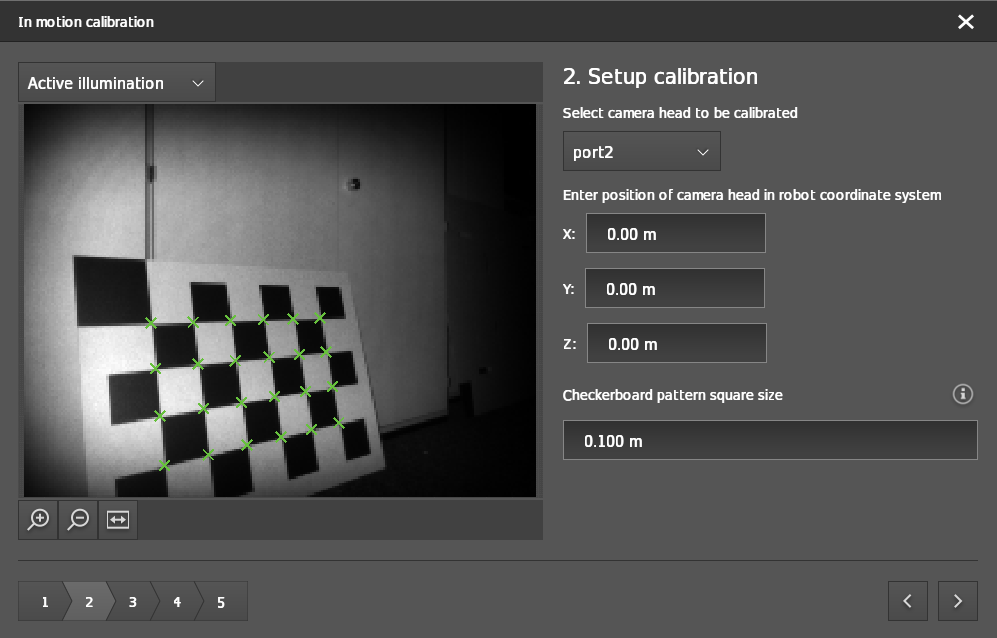 In motion calibration
Active illumination
2. Setup calibration
Select camera head to be calibrated
port2
Enter position of camera head in robot coordinate system
X: 0.00 m
Y: 0.00 m
Z: 0.00 m
Checkerboard pattern square size
0.100 m
1 2 3 4 5